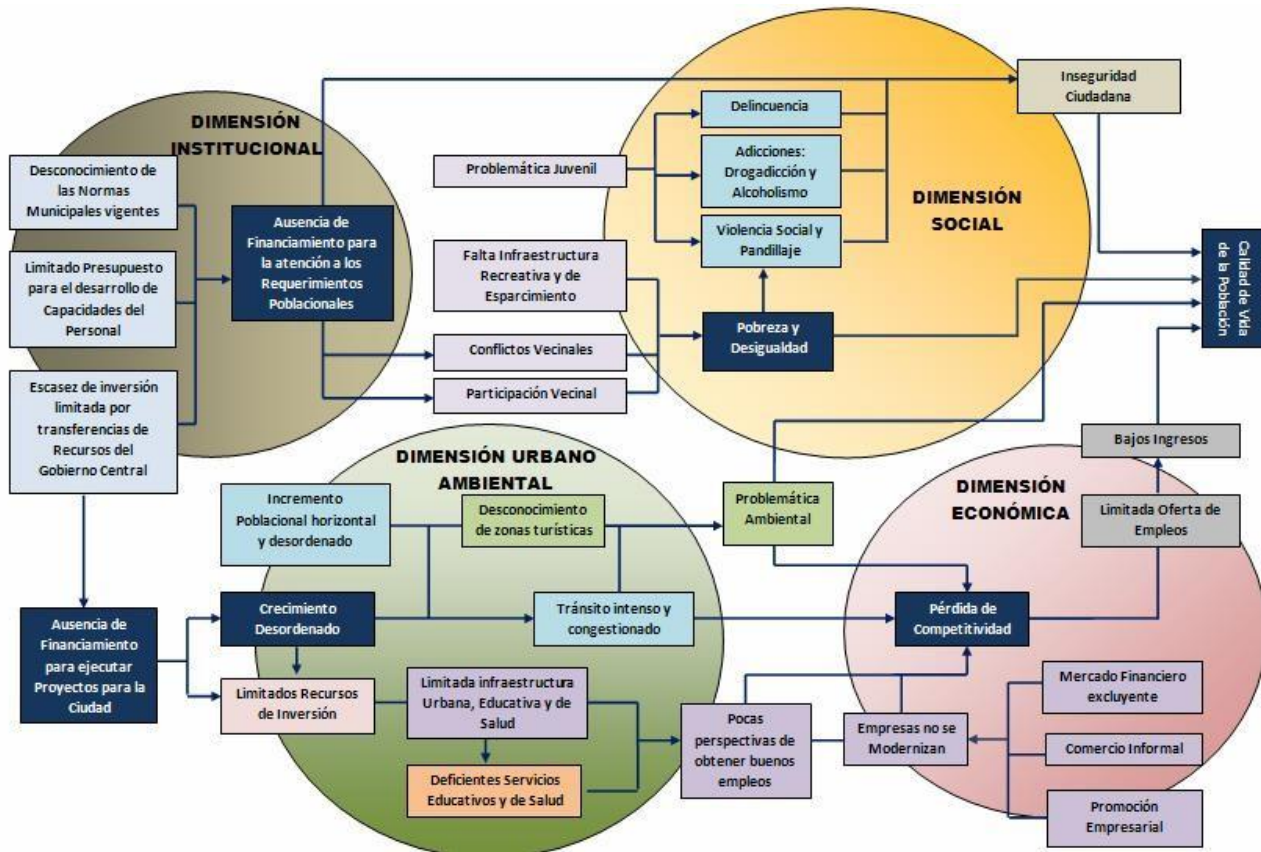 DIMENSIÓN
INSTITUCIONAL
Desconocimiento de
las Normas
Municipales vigentes
Limitado Presupuesto
para el desarrollo de
Capacidades del
Personal
Escasez de inversión
limitada por
transferencias de
Recursos del
Gobierno Central
Ausencia de
Financiamiento para
la atención a los
Requerimientos
Poblacionales
Problemática Juvenil
Falta Infraestructura
Recreativa y de
Esparcimiento
Conflictos Vecinales
Participación Vecinal
Delincuencia
Adicciones:
Drogadicción y
Alcoholismo
Violencia Social y
Pandillaje
Pobreza y
Desigualdad
DIMENSIÓN
SOCIAL
Inseguridad
Ciudadana
Calidad de Vida
de la Población
DIMENSIÓN URBANO
AMBIENTAL
Incremento
Poblacional horizontal
y desordenado
Desconocimiento
de zonas turísticas
Problemática
Ambiental
Ausencia de
Financiamiento
para ejecutar
Proyectos para la
Ciudad
Crecimiento
Desordenado
Tránsito intenso y
congestionado
Limitados Recursos
de Inversión
Limitada infraestructura
Urbana, Educativa y de
Salud
Deficientes Servicios
Educativos y de Salud
Pocas
perspectivas de
obtener buenos
empleos
DIMENSIÓN
ECONÓMICA
Bajos Ingresos
Limitada Oferta de
Empleos
Pérdida de
Competitividad
Empresas no se
Modernizan
Mercado Financiero
excluyente
Comercio Informal
Promoción
Empresarial